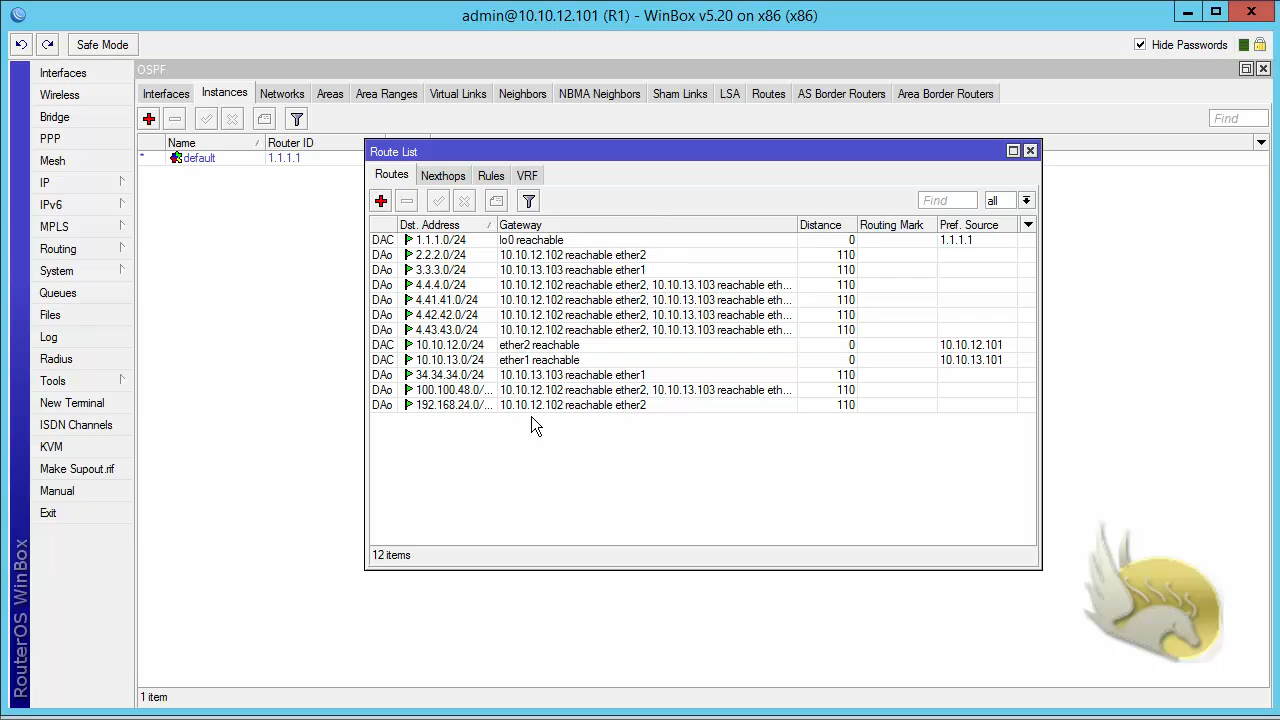 admin@10.10.12.101 (R1) - WinBox v5.20 on x86 (x86)
Safe Mode
Hide Passwords
Interfaces
Wireless
Bridge
PPP
Mesh
IP
IPv6
MPLS
Routing
System
Queues
Files
Log
Radius
Tools
New Terminal
ISDN Channels
KVM
Make Supout.rif
Manual
Exit
RouterOS WinBox
OSPF
Interfaces Instances Networks Areas Area Ranges Virtual Links Neighbors NBMA Neighbors Sham Links LSA Routes AS Border Routers Area Border Routers
Find
Name / Router ID
* default 1.1.1.1
Route List
Routes Nexthops Rules VRF
Find all
Dst. Address / Gateway Distance Routing Mark Pref. Source
DAC 1.1.1.0/24 lo0 reachable 0 1.1.1.1
DAo 2.2.2.0/24 10.10.12.102 reachable ether2 110
DAo 3.3.3.0/24 10.10.13.103 reachable ether1 110
DAo 4.4.4.0/24 10.10.12.102 reachable ether2, 10.10.13.103 reachable eth... 110
DAo 4.41.41.0/24 10.10.12.102 reachable ether2, 10.10.13.103 reachable eth... 110
DAo 4.42.42.0/24 10.10.12.102 reachable ether2, 10.10.13.103 reachable eth... 110
DAo 4.43.43.0/24 10.10.12.102 reachable ether2, 10.10.13.103 reachable eth... 110
DAC 10.10.12.0/24 ether2 reachable 0 10.10.12.101
DAC 10.10.13.0/24 ether1 reachable 0 10.10.13.101
DAo 34.34.34.0/24 10.10.13.103 reachable ether1 110
DAo 100.100.48.0/... 10.10.12.102 reachable ether2, 10.10.13.103 reachable eth... 110
DAo 192.168.24.0/... 10.10.12.102 reachable ether2 110
12 items
1 item